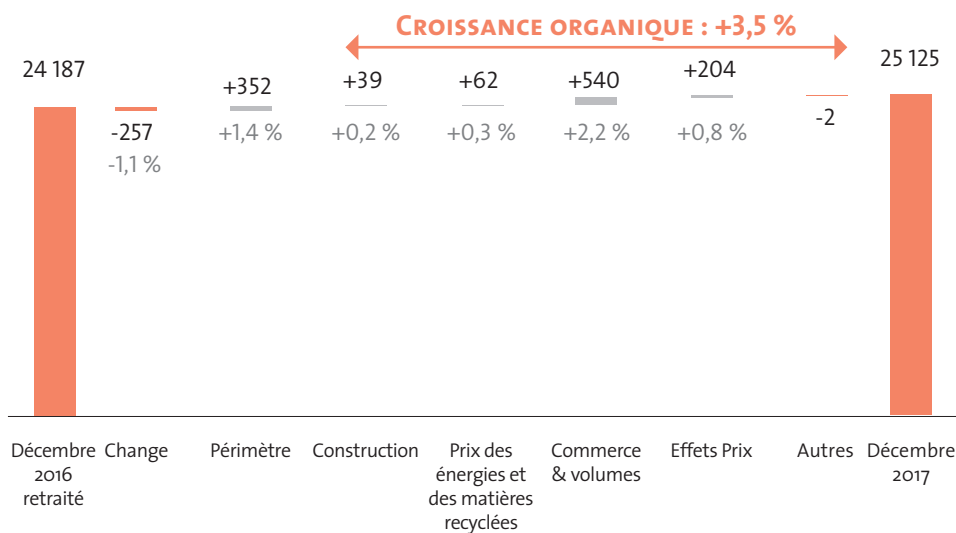 CROISSANCE ORGANIQUE : +3,5 %
24 187
-257
-1,1 %
+352
+1,4 %
+39
+0,2 %
+62
+0,3 %
+540
+2,2 %
+204
+0,8 %
-2
25 125
Décembre
2016
retraité
Change
Périmètre
Construction
Prix des
énergies et
des matières
recyclées
Commerce
& volumes
Effets Prix
Autres
Décembre
2017